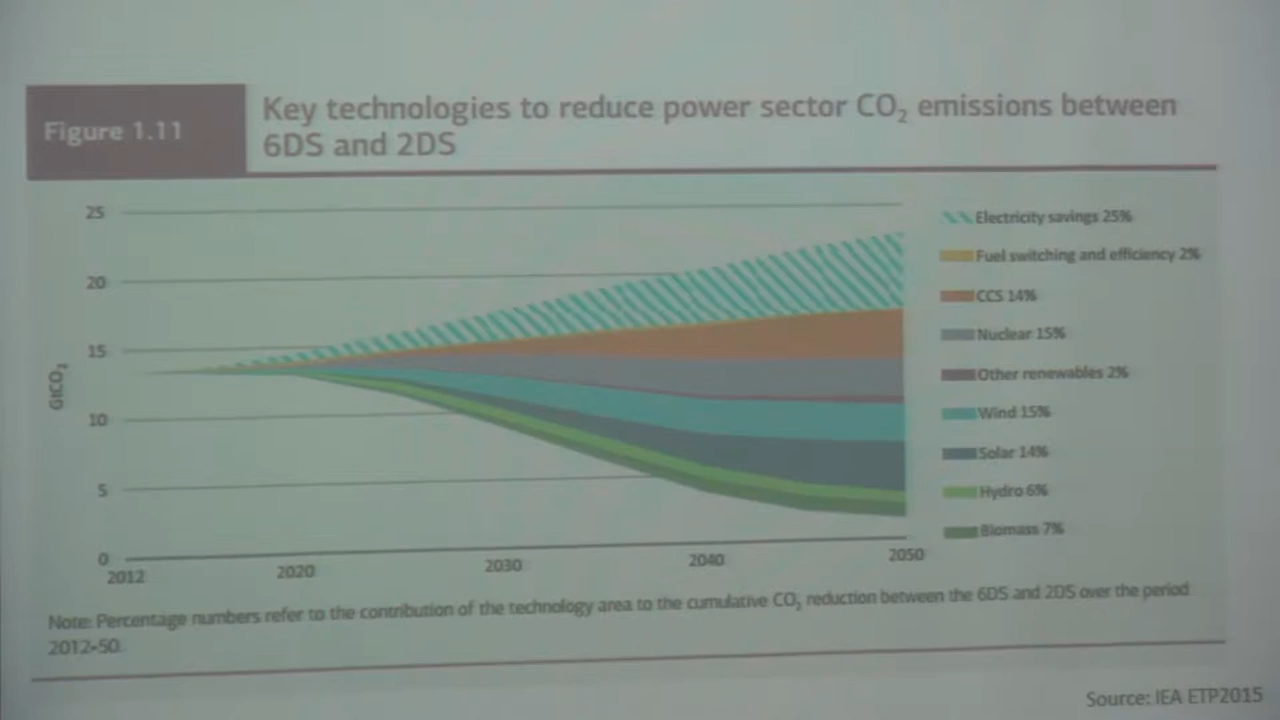 Figure 1.11
Key technologies to reduce power sector CO₂ emissions between
6DS and 2DS
25
20
15
10
5
0
GtCO₂
2012
2020
2030
2040
2050
Electricity savings 25%
Fuel switching and efficiency 2%
CCS 14%
Nuclear 15%
Other renewables 2%
Wind 15%
Solar 14%
Hydro 6%
Biomass 7%
Note: Percentage numbers refer to the contribution of the technology area to the cumulative CO₂ reduction between the 6DS and 2DS over the period
2012-50.
Source: IEA ETP2015